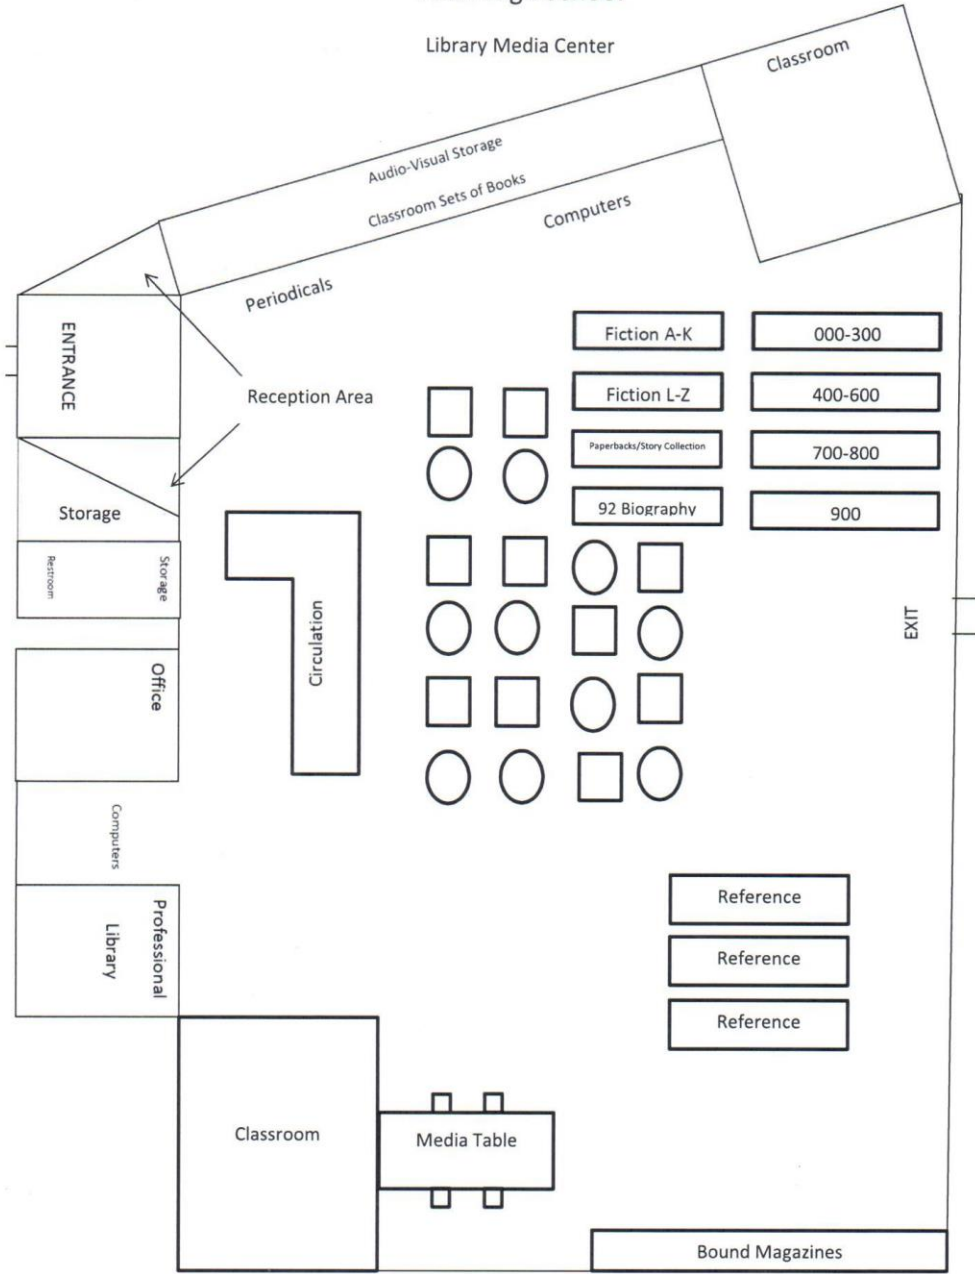 Library Media Center
Classroom
Audio-Visual Storage
Classroom Sets of Books
Computers
Periodicals
ENTRANCE
Reception Area
Fiction A-K
000-300
Fiction L-Z
400-600
Paperbacks/Story Collection
700-800
92 Biography
900
Storage
Storage
Restroom
Circulation
EXIT
Office
Computers
Professional
Library
Reference
Reference
Reference
Classroom
Media Table
Bound Magazines